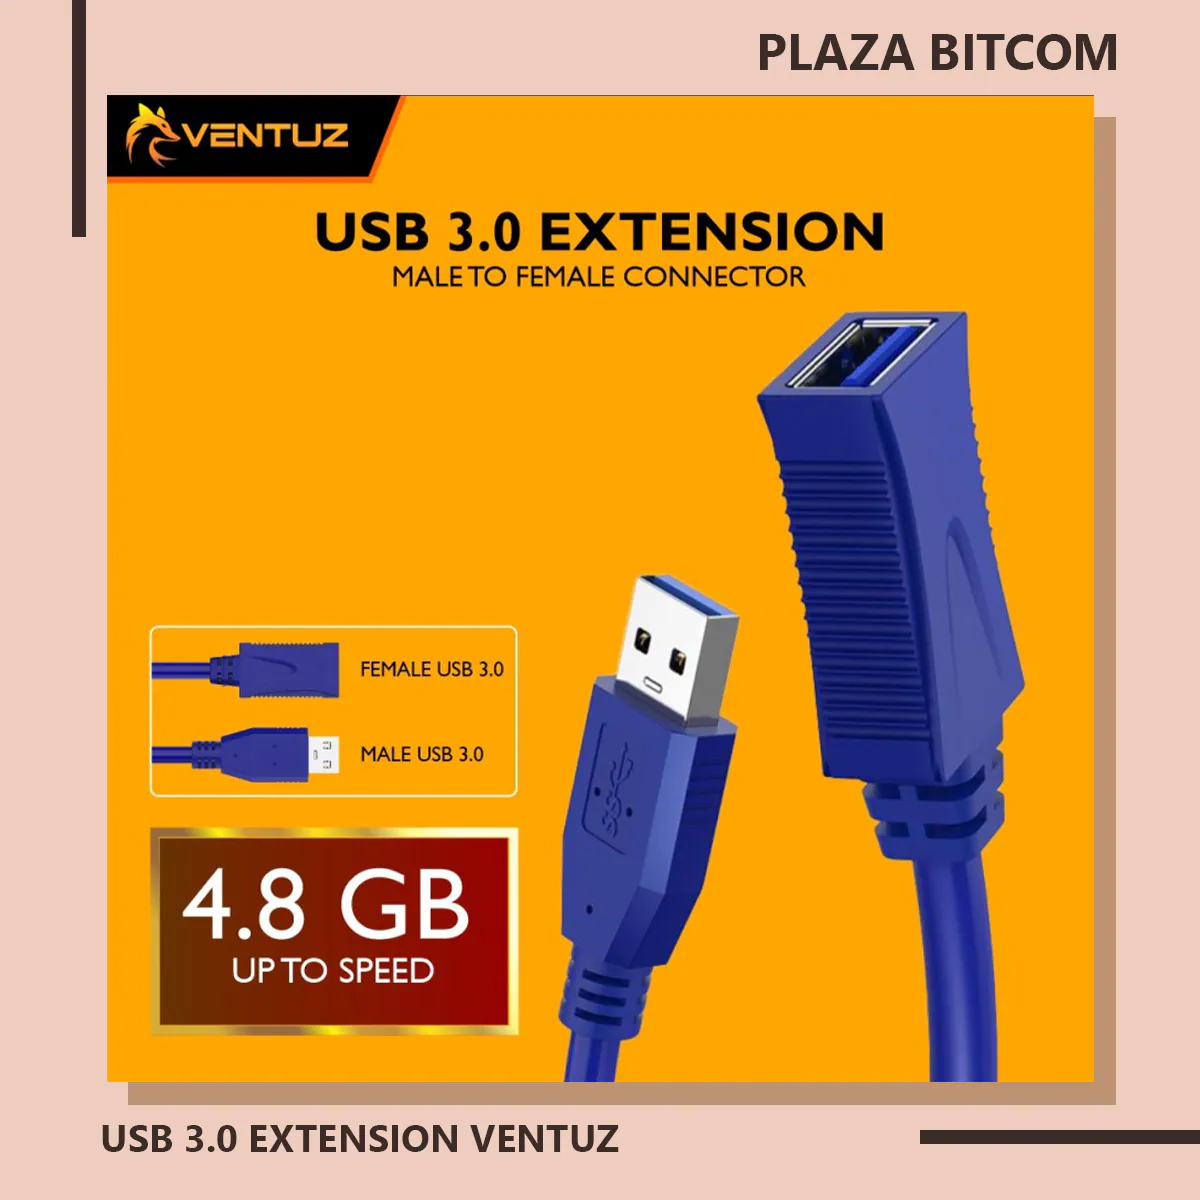 PLAZA BITCOM
VENTUZ
USB 3.0 EXTENSION
MALE TO FEMALE CONNECTOR
FEMALE USB 3.0
MALE USB 3.0
4.8 GB
UP TO SPEED
USB 3.0 EXTENSION VENTUZ